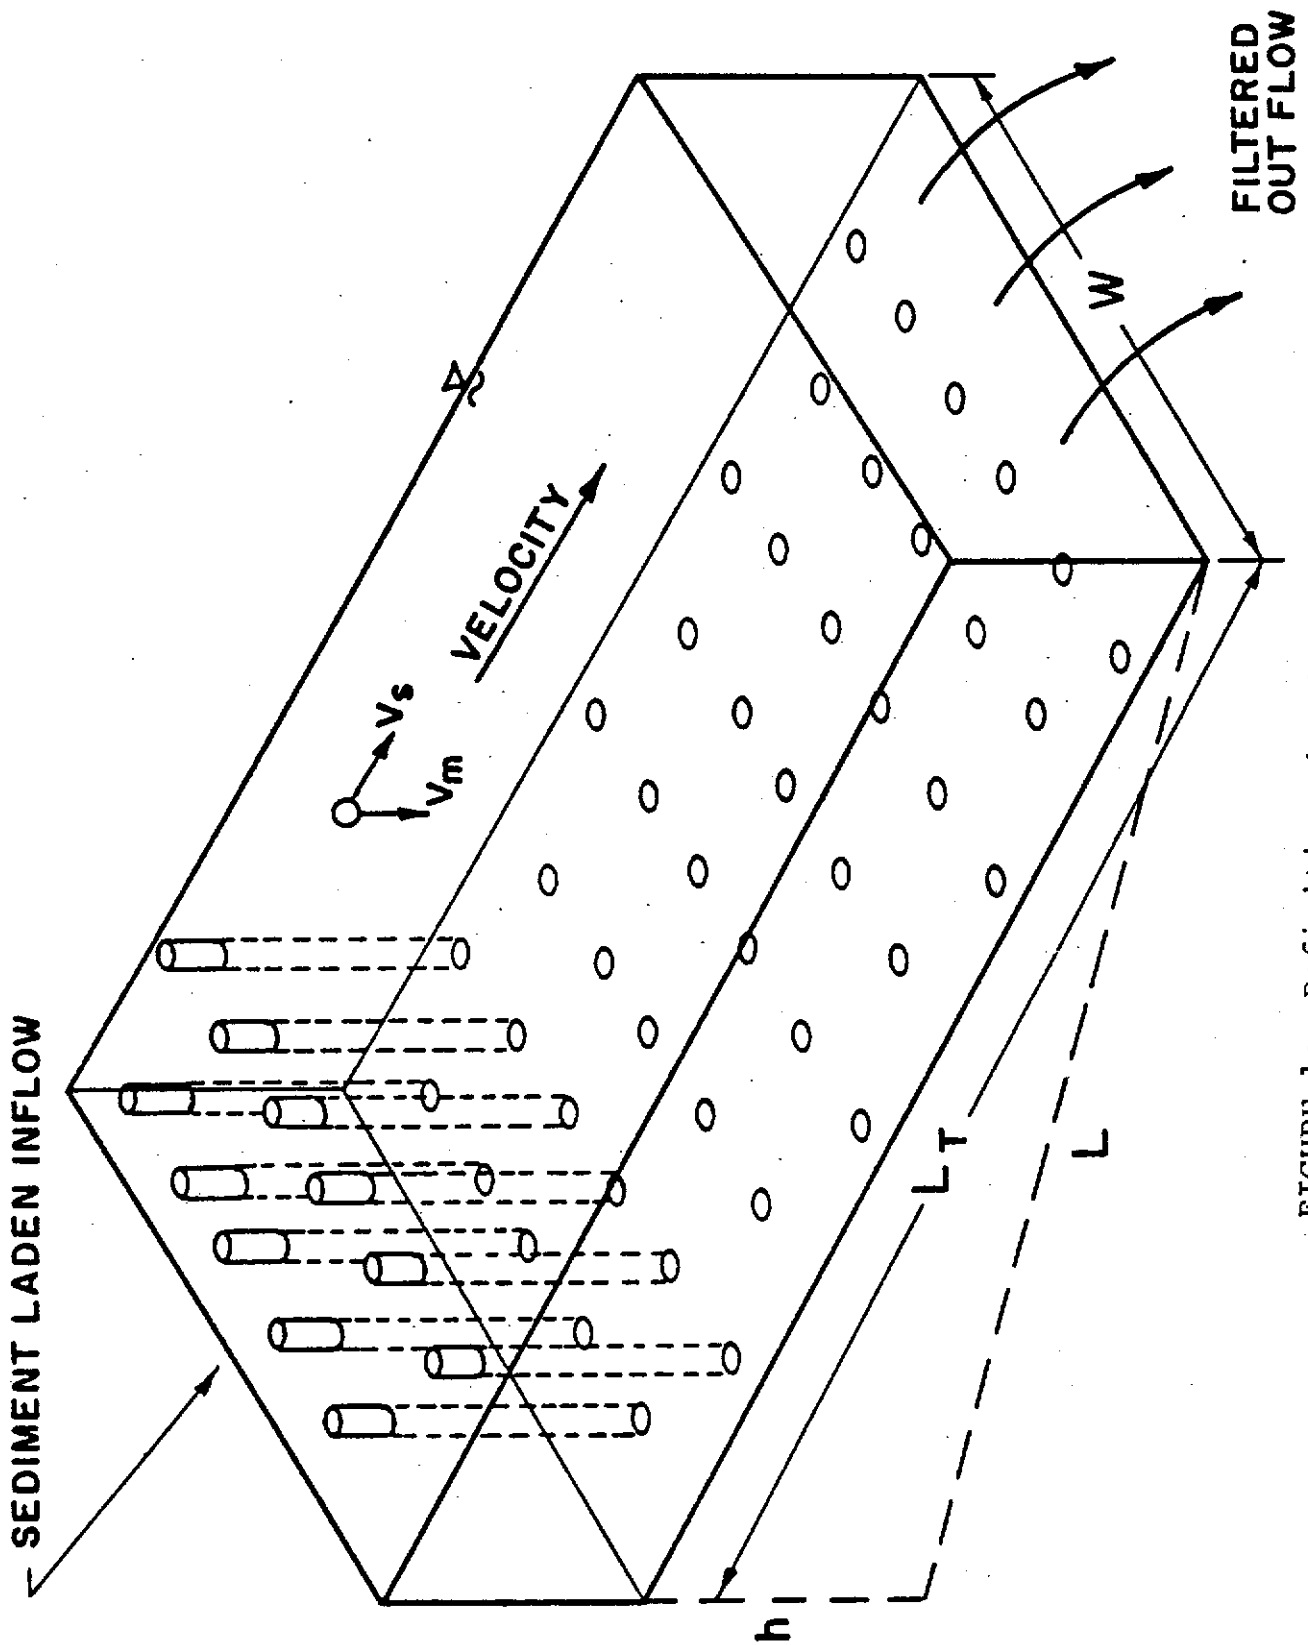 SEDIMENT LADEN INFLOW
Vs
Vm
VELOCITY
W
FILTERED
OUT FLOW
LT
L
h